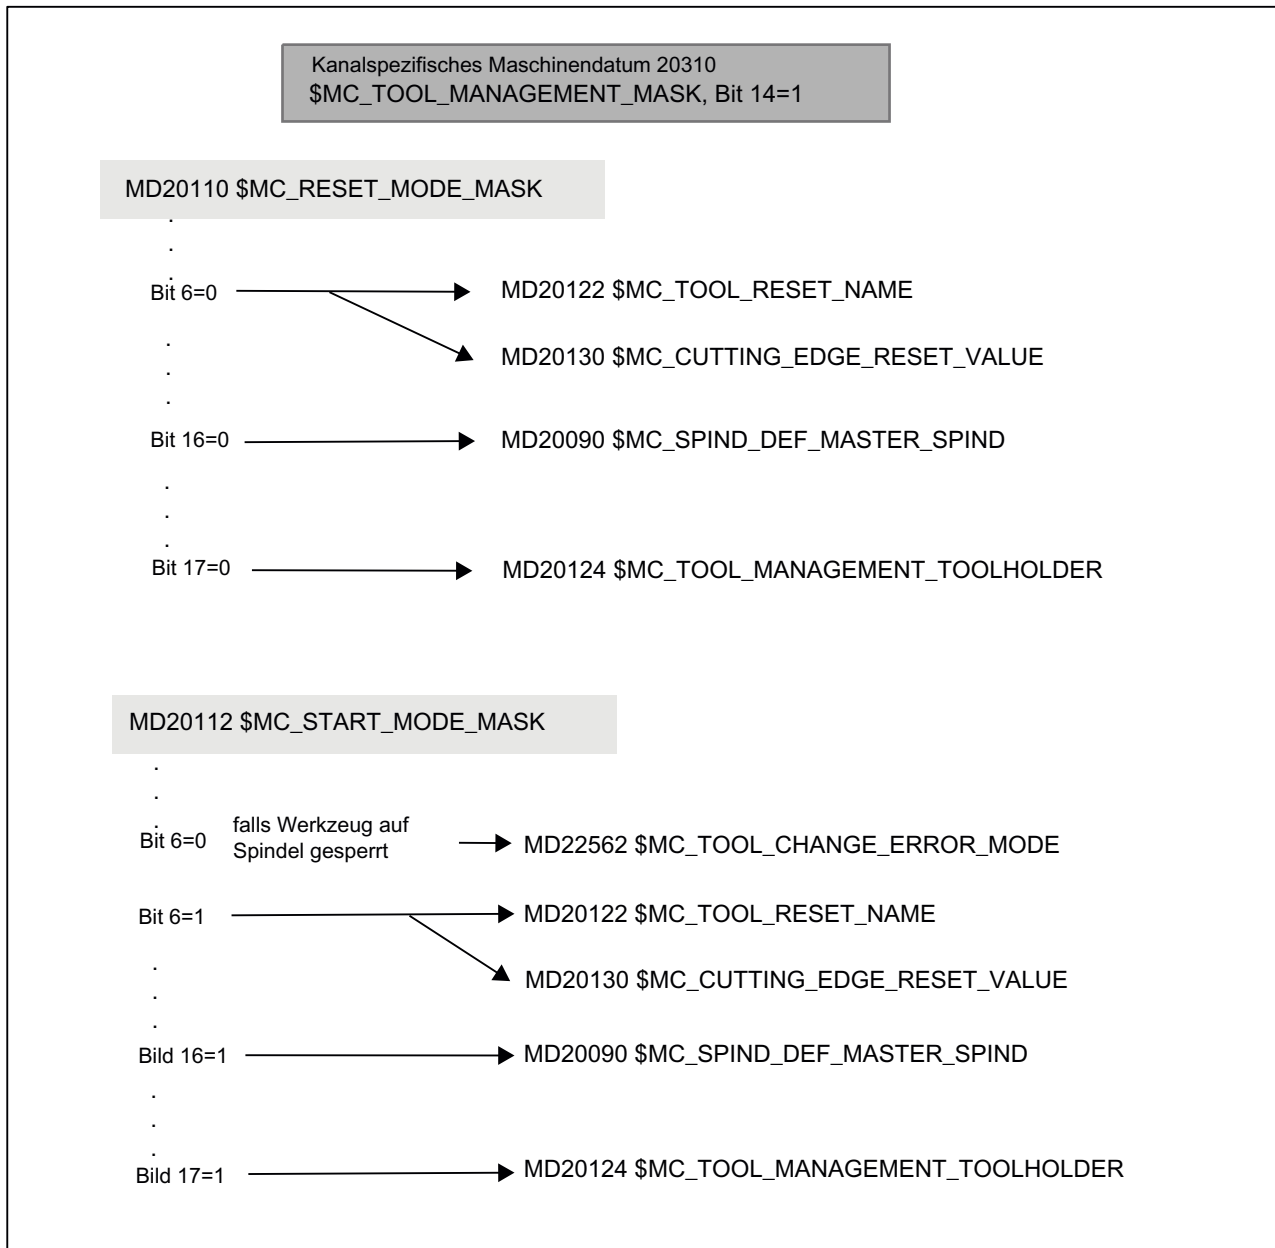 Kanalspezifisches Maschinendatum 20310
$MC_TOOL_MANAGEMENT_MASK, Bit 14=1
MD20110 $MC_RESET_MODE_MASK
.
.
.
Bit 6=0 MD20122 $MC_TOOL_RESET_NAME
MD20130 $MC_CUTTING_EDGE_RESET_VALUE
.
.
.
Bit 16=0 MD20090 $MC_SPIND_DEF_MASTER_SPIND
.
.
.
Bit 17=0 MD20124 $MC_TOOL_MANAGEMENT_TOOLHOLDER
MD20112 $MC_START_MODE_MASK
.
.
.
Bit 6=0 falls Werkzeug auf
Spindel gesperrt MD22562 $MC_TOOL_CHANGE_ERROR_MODE
Bit 6=1 MD20122 $MC_TOOL_RESET_NAME
MD20130 $MC_CUTTING_EDGE_RESET_VALUE
.
.
.
Bild 16=1 MD20090 $MC_SPIND_DEF_MASTER_SPIND
.
.
.
Bild 17=1 MD20124 $MC_TOOL_MANAGEMENT_TOOLHOLDER